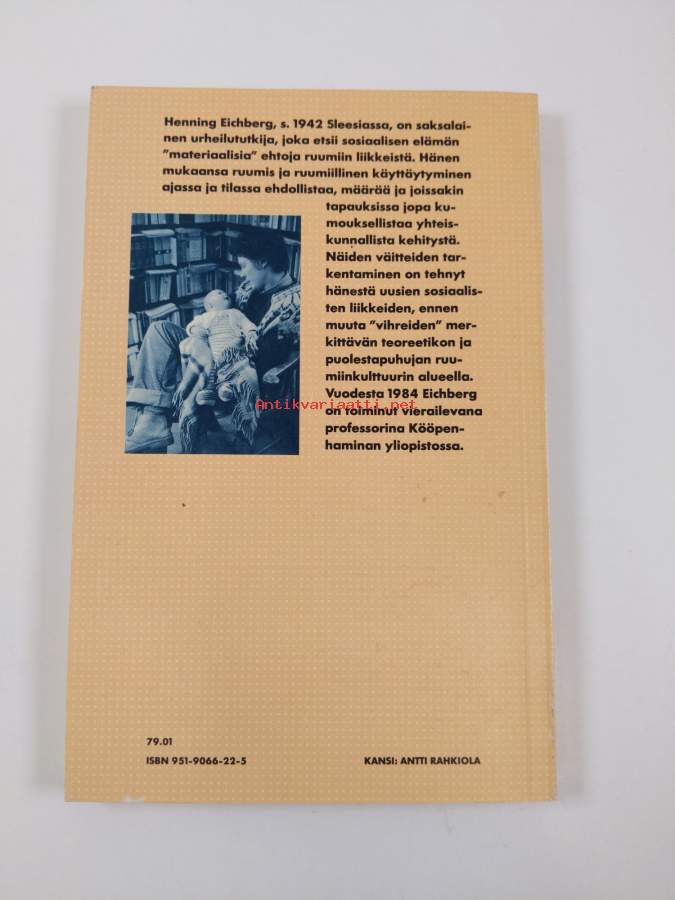 Henning Eichberg, s. 1942 Sleesiassa, on saksalai-
nen urheilututkija, joka etsii sosiaalisen elämän
"materiaalisia" ehtoja ruumiin liikkeistä. Hänen
mukaansa ruumis ja ruumiillinen käyttäytyminen
ajassa ja tilassa ehdollistaa, määrää ja joissakin
tapauksissa jopa ku-
mouksellistaa yhteis-
kunnallista kehitystä.
Näiden väitteiden tar-
kentaminen on tehnyt
hänestä uusien sosiaalis-
ten liikkeiden, ennen
muuta "vihreiden" mer-
kittävän teoreetikon ja
puolestapuhujan ruu-
miinkulttuurin alueella.
Vuodesta 1984 Eichberg
on toiminut vierailevana
professorina Kööpen-
haminan yliopistossa.
Antikvariaatti.net
79.01
ISBN 951-9066-22-5
KANSI: ANTTI RAHKIOLA